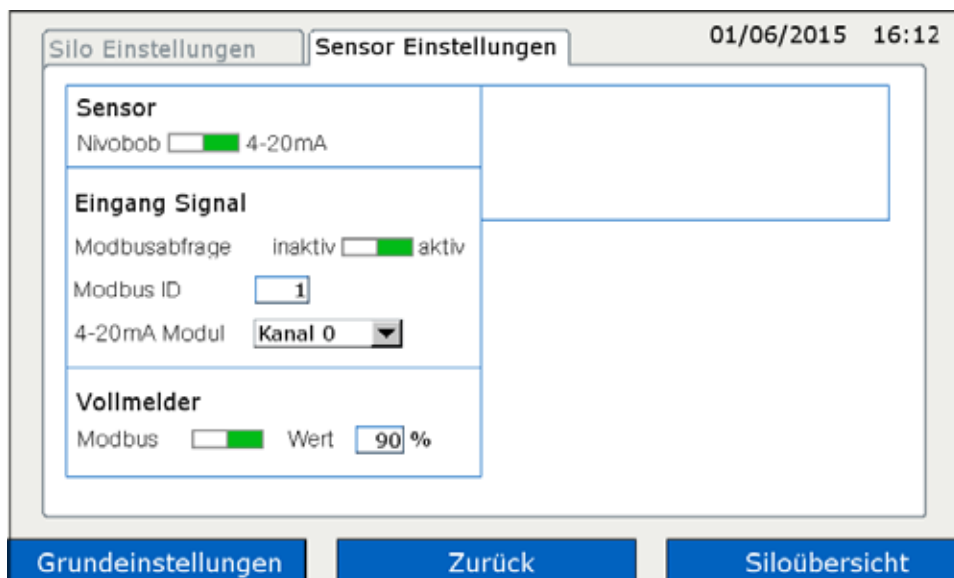 Silo Einstellungen
Sensor Einstellungen
01/06/2015 16:12
Sensor
Nivobob 4-20mA
Eingang Signal
Modbusabfrage inaktiv aktiv
Modbus ID 1
4-20mA Modul Kanal 0
Vollmelder
Modbus Wert 90 %
Grundeinstellungen
Zurück
Siloübersicht